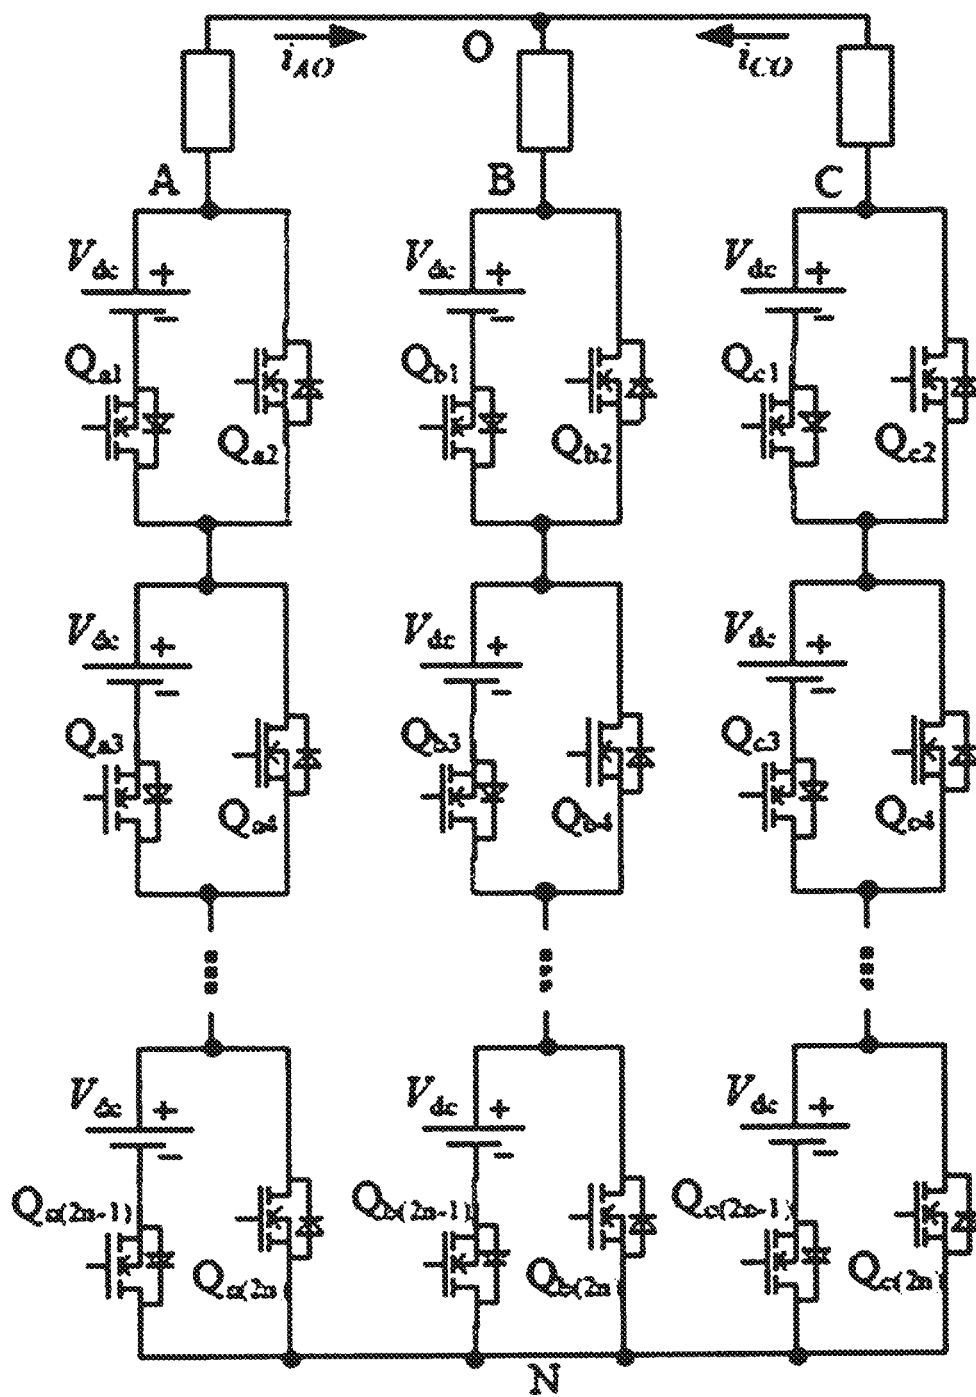 i_AO O i_CO
A B C
V_dc + V_dc + V_dc +
- - -
Q_a1 Q_b1 Q_c1
Q_a2 Q_b2 Q_c2
V_dc + V_dc + V_dc +
- - -
Q_a3 Q_b3 Q_c3
Q_a4 Q_b4 Q_c4
V_dc + V_dc + V_dc +
- - -
Q_a(2n-1) Q_b(2n-1) Q_c(2n-1)
Q_a(2n) Q_b(2n) Q_c(2n)
N